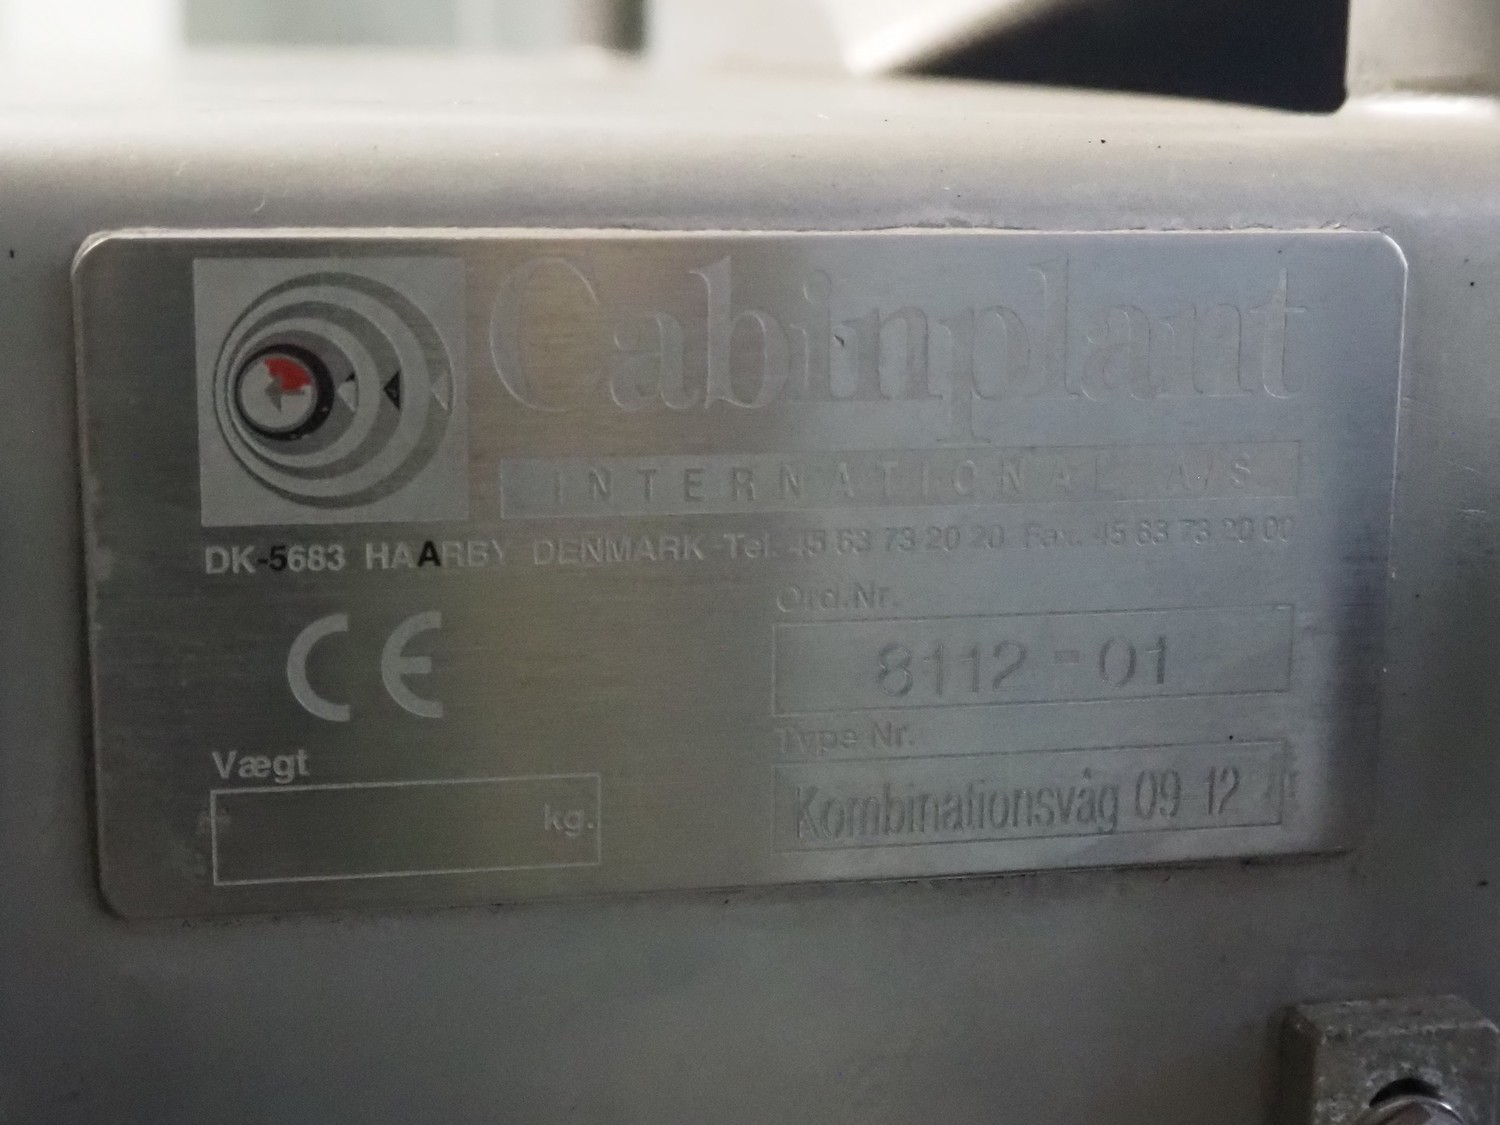 Cabinplant
INTERNATIONAL A/S
DK-5683 HAARBY DENMARK - Tel. 45 63 73 20 20 Fax. 45 63 73 20 00
CE
Ord.Nr.
8112-01
Type Nr.
Kombinationsvåg 09-12
Vægt
kg.